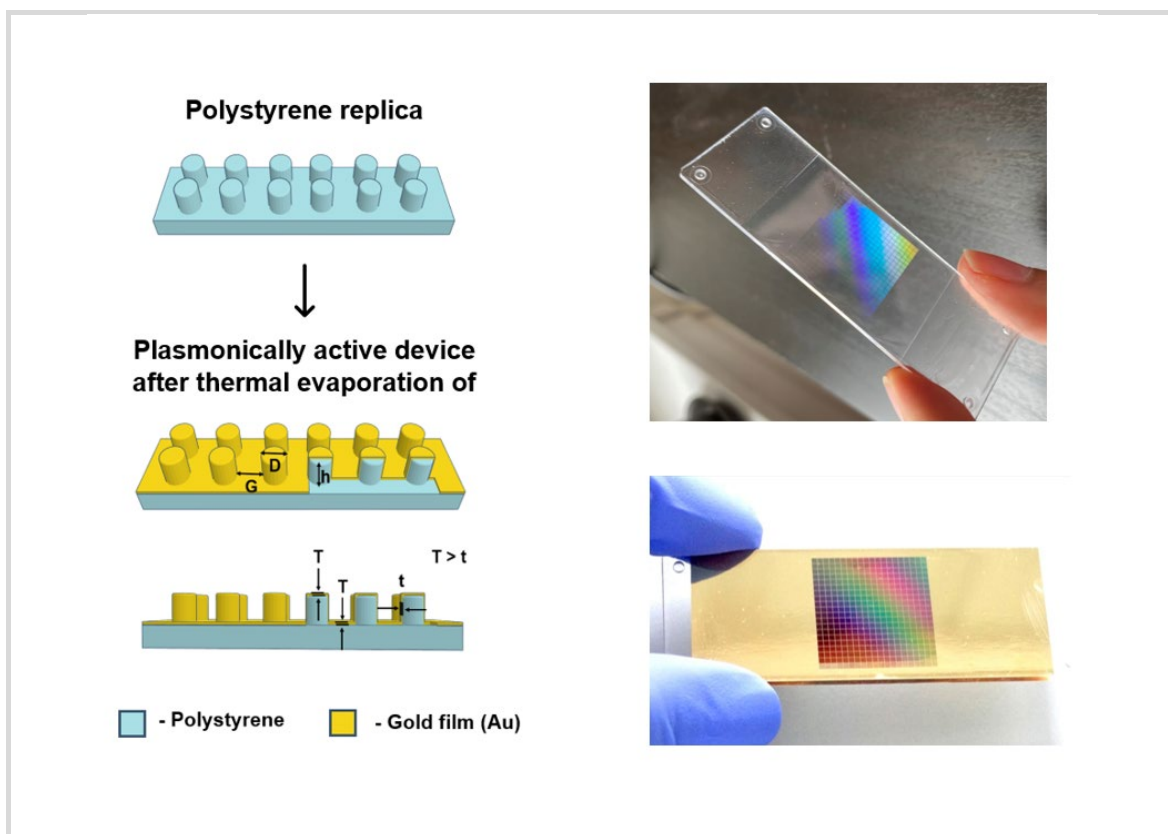 Polystyrene replica
Plasmonically active device
after thermal evaporation of
D
G
h
T
T
t
T > t
- Polystyrene
- Gold film (Au)